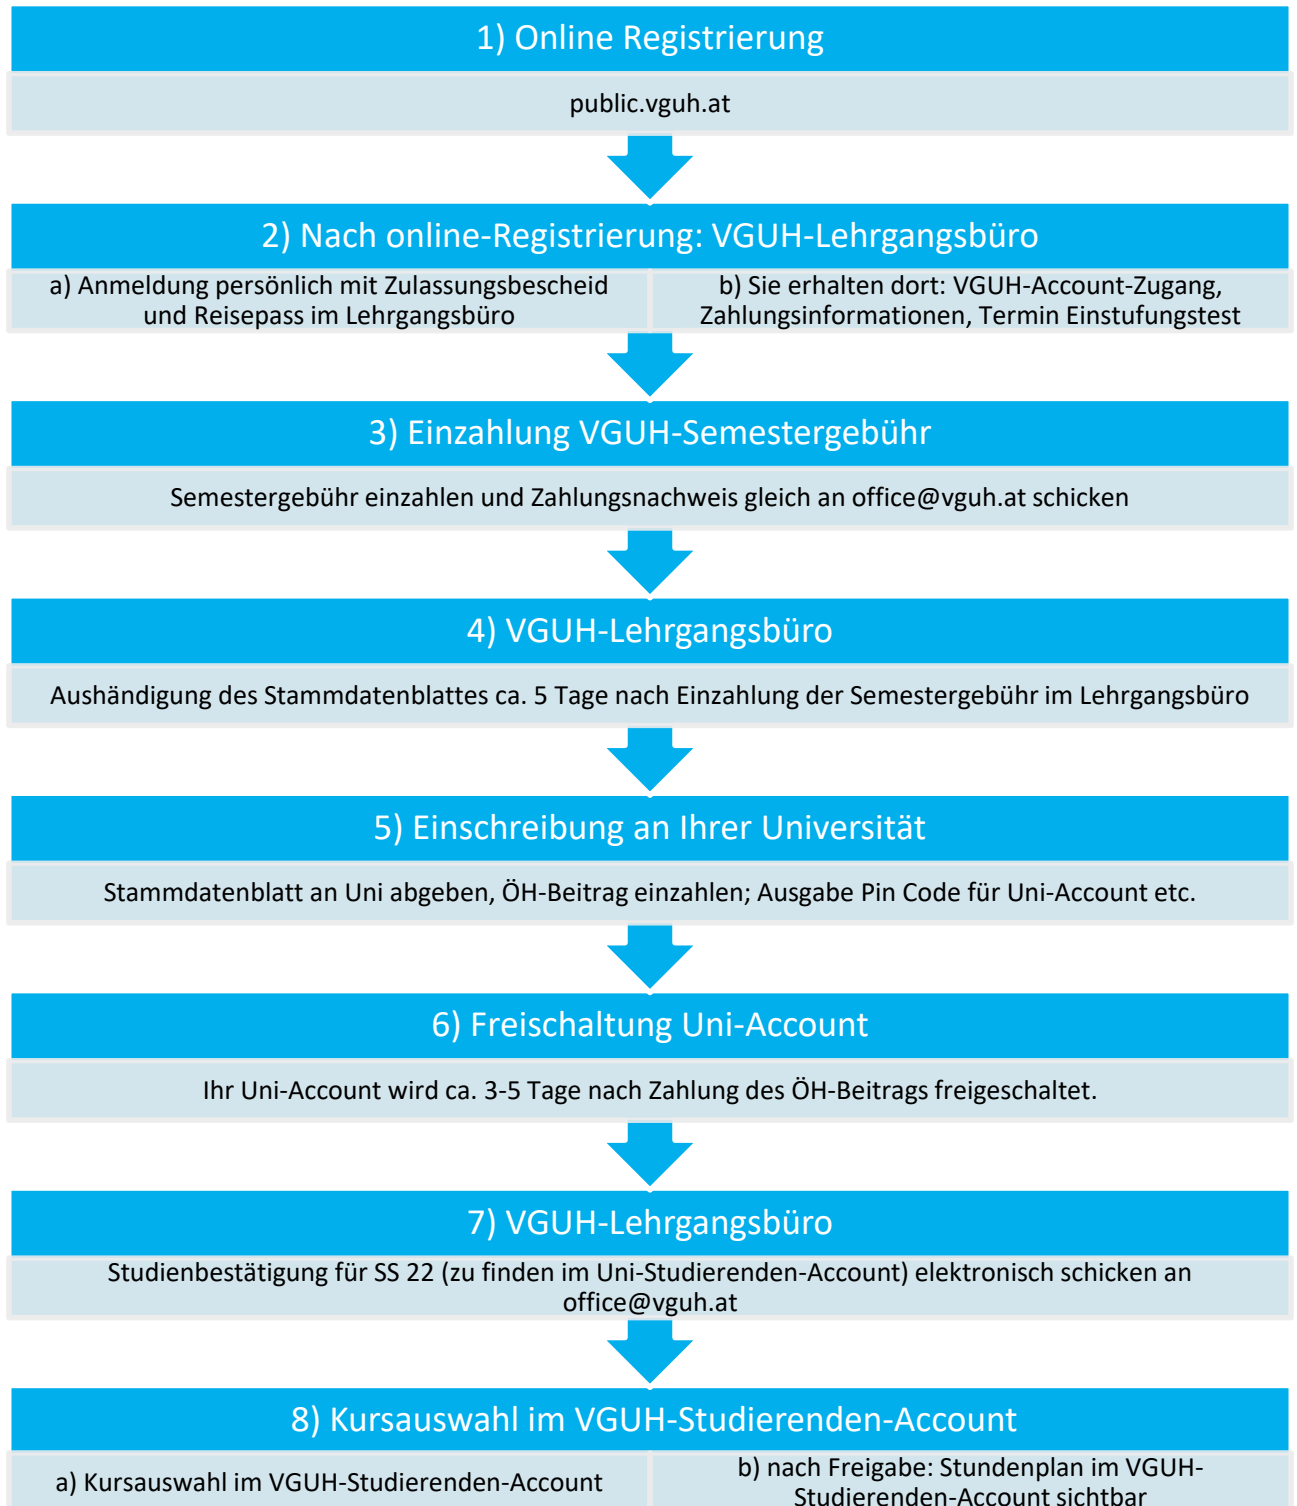 1) Online Registrierung
public.vguh.at
2) Nach online-Registrierung: VGUH-Lehrgangsbüro
a) Anmeldung persönlich mit Zulassungsbescheid
und Reisepass im Lehrgangsbüro
b) Sie erhalten dort: VGUH-Account-Zugang,
Zahlungsinformationen, Termin Einstufungstest
3) Einzahlung VGUH-Semestergebühr
Semestergebühr einzahlen und Zahlungsnachweis gleich an office@vguh.at schicken
4) VGUH-Lehrgangsbüro
Aushändigung des Stammdatenblattes ca. 5 Tage nach Einzahlung der Semestergebühr im Lehrgangsbüro
5) Einschreibung an Ihrer Universität
Stammdatenblatt an Uni abgeben, ÖH-Beitrag einzahlen; Ausgabe Pin Code für Uni-Account etc.
6) Freischaltung Uni-Account
Ihr Uni-Account wird ca. 3-5 Tage nach Zahlung des ÖH-Beitrags freigeschaltet.
7) VGUH-Lehrgangsbüro
Studienbestätigung für SS 22 (zu finden im Uni-Studierenden-Account) elektronisch schicken an
office@vguh.at
8) Kursauswahl im VGUH-Studierenden-Account
a) Kursauswahl im VGUH-Studierenden-Account
b) nach Freigabe: Stundenplan im VGUH-
Studierenden-Account sichtbar